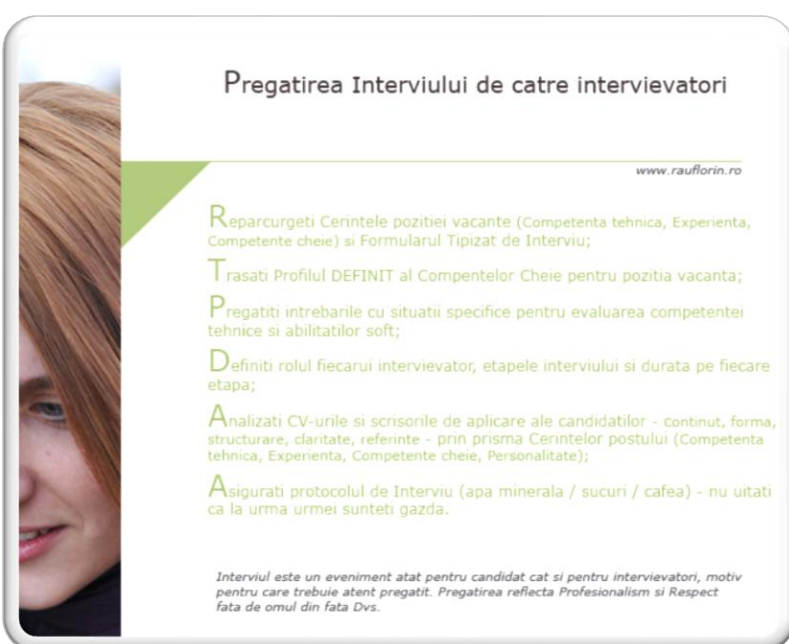 Pregatirea Interviului de catre intervievatori
www.rauflorin.ro
Reparcurgeti Cerintele pozitiei vacante (Competenta tehnica, Experienta,
Competente cheie) si Formularul Tipizat de Interviu;
Trasati Profilul DEFINIT al Compentelor Cheie pentru pozitia vacanta;
Pregatiti intrebarile cu situatii specifice pentru evaluarea competentei
tehnice si abilitatilor soft;
Definiti rolul fiecarui intervievator, etapele interviului si durata pe fiecare
etapa;
Analizati CV-urile si scrisorile de aplicare ale candidatilor - continut, forma,
structurare, claritate, referinte - prin prisma Cerintelor postului (Competenta
tehnica, Experienta, Competente cheie, Personalitate);
Asigurati protocolul de Interviu (apa minerala / sucuri / cafea) - nu uitati
ca la urma urmei sunteti gazda.
Interviul este un eveniment atat pentru candidat cat si pentru intervievatori, motiv
pentru care trebuie atent pregatit. Pregatirea reflecta Profesionalism si Respect
fata de omul din fata Dvs.